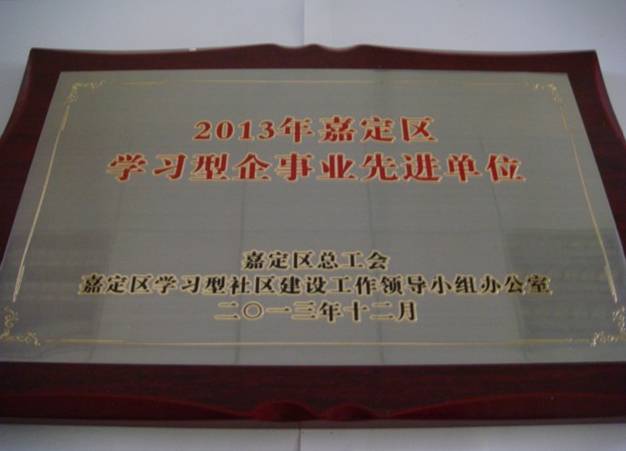 2013年嘉定区
学习型企事业先进单位
嘉定区总工会
嘉定区学习型社区建设工作领导小组办公室
二〇一三年十二月